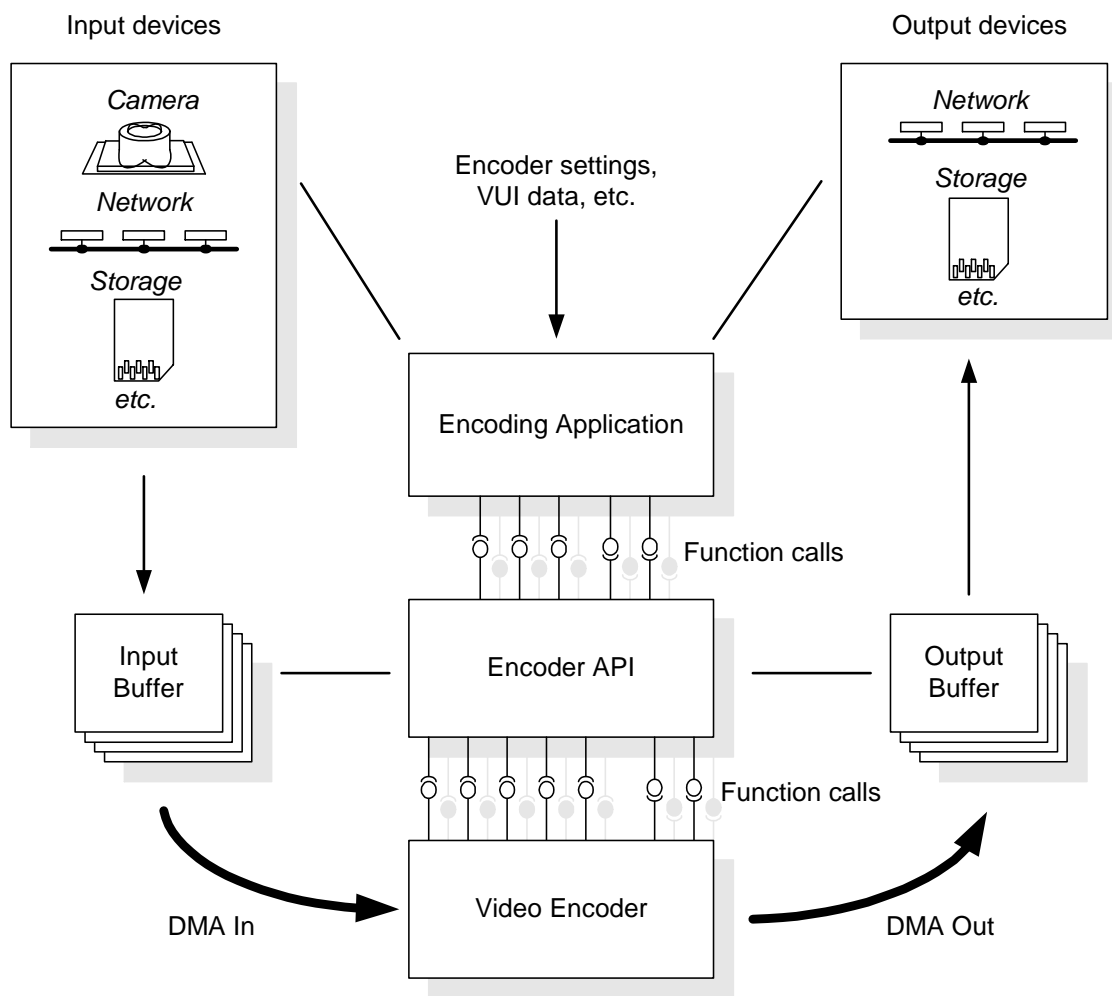 Input devices
Output devices
Camera
Network
Storage
etc.
Network
Storage
etc.
Encoder settings,
VUI data, etc.
Encoding Application
Function calls
Input
Buffer
Encoder API
Output
Buffer
Function calls
Video Encoder
DMA In
DMA Out